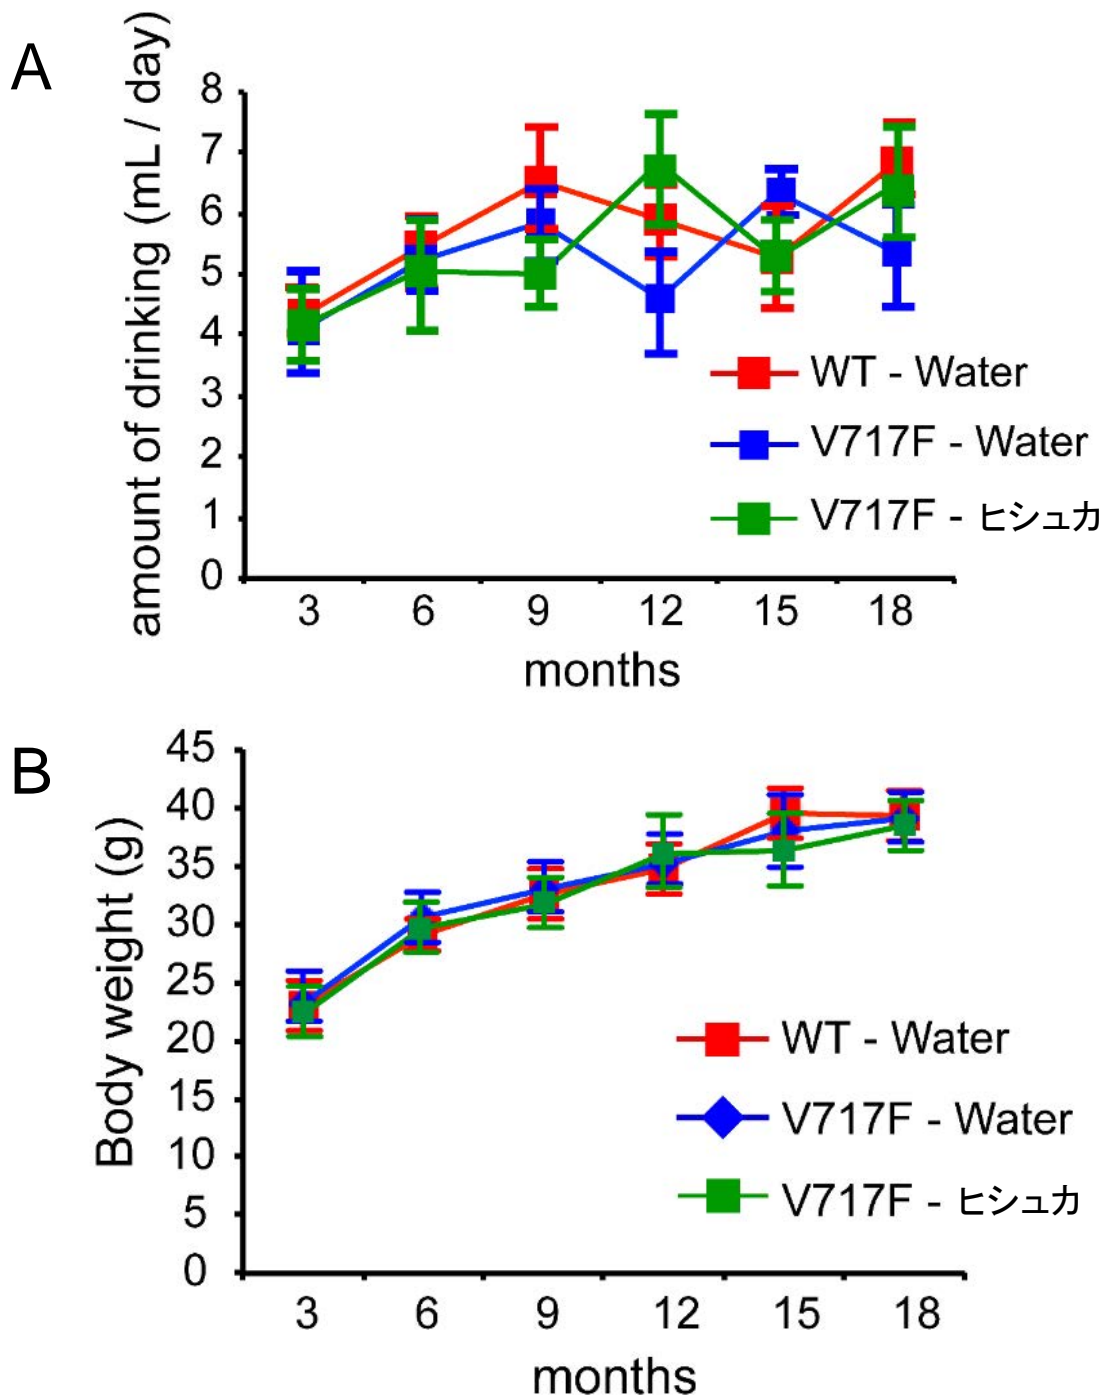 A
amount of drinking (mL / day)
8
7
6
5
4
3
2
1
0
3 6 9 12 15 18
months
WT - Water
V717F - Water
V717F - ヒシュカ
B
Body weight (g)
45
40
35
30
25
20
15
10
5
0
3 6 9 12 15 18
months
WT - Water
V717F - Water
V717F - ヒシュカ